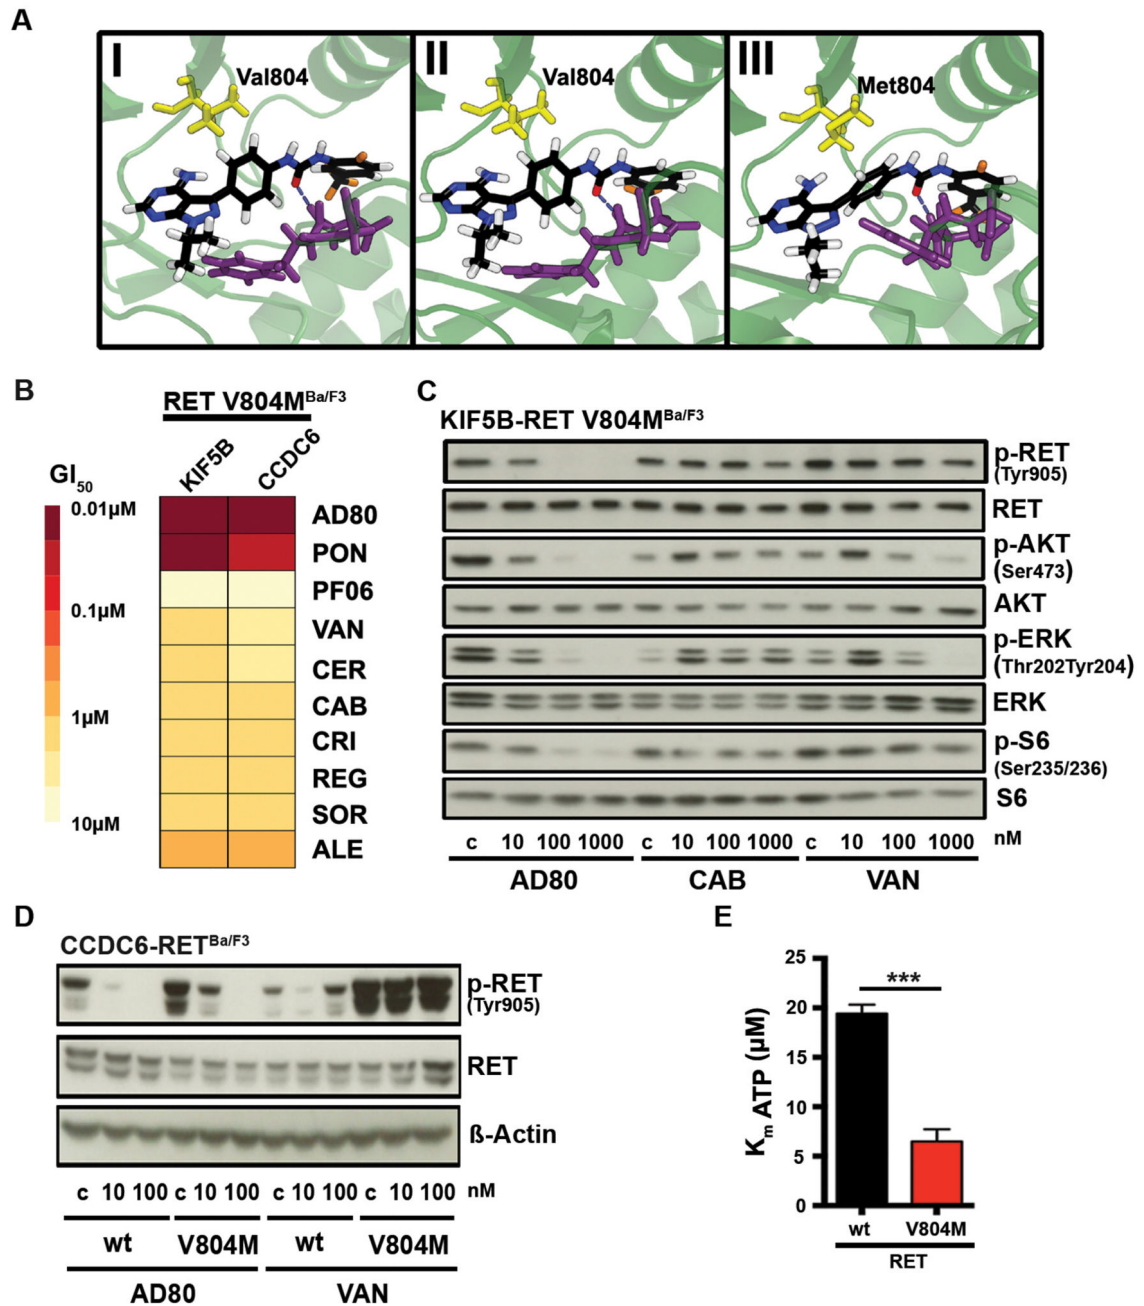 A
I
Val804
II
Val804
III
Met804
B
RET V804M^Ba/F3
KIF5B
CCDC6
GI50
0.01µM
0.1µM
1µM
10µM
AD80
PON
PF06
VAN
CER
CAB
CRI
REG
SOR
ALE
C
KIF5B-RET V804M^Ba/F3
p-RET
(Tyr905)
RET
p-AKT
(Ser473)
AKT
p-ERK
(Thr202Tyr204)
ERK
p-S6
(Ser235/236)
S6
c 10 100 1000 c 10 100 1000 c 10 100 1000 nM
AD80 CAB VAN
D
CCDC6-RET^Ba/F3
p-RET
(Tyr905)
RET
ß-Actin
c 10 100 c 10 100 c 10 100 c 10 100 nM
wt V804M wt V804M
AD80 VAN
E
Km ATP (µM)
25
20
15
10
5
0
***
wt V804M
RET